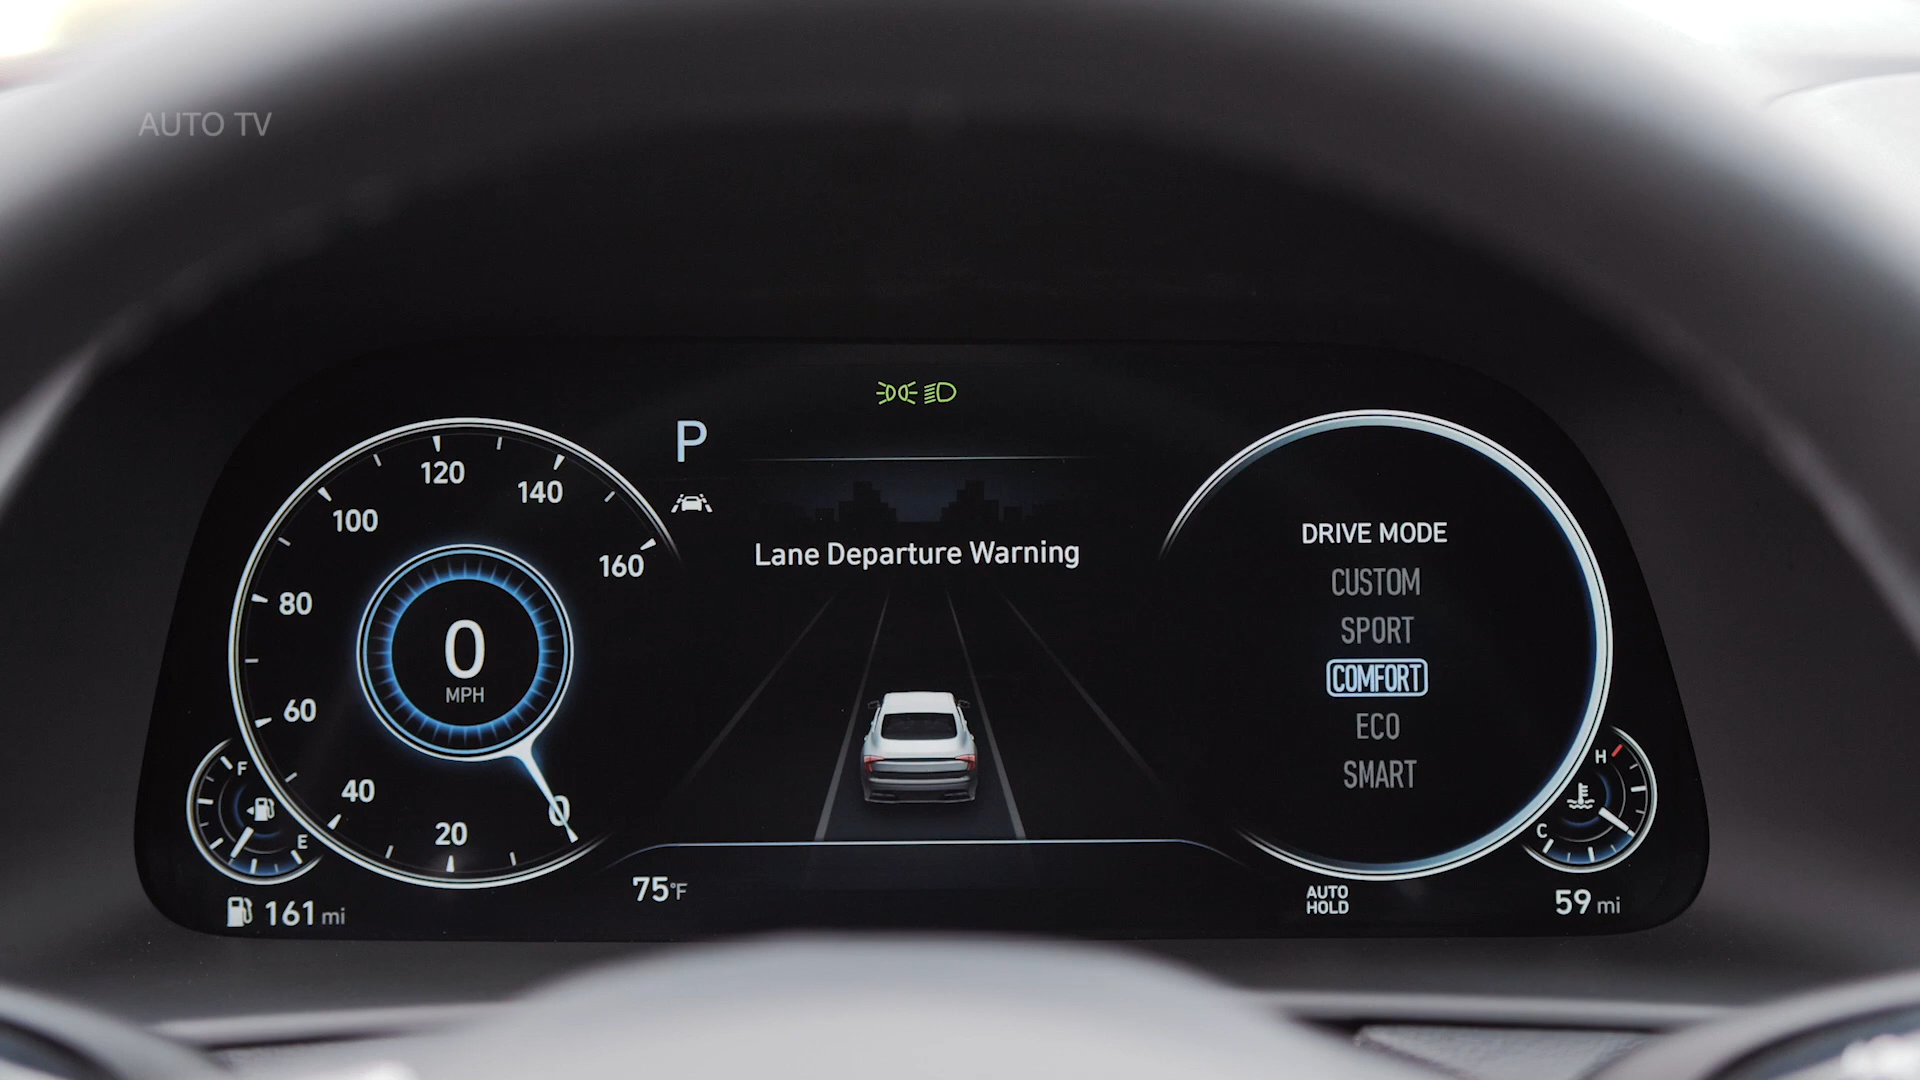 AUTO TV
P
120
140
100
160
Lane Departure Warning
80
0
MPH
60
40
20
0
F
E
161 mi
75°F
DRIVE MODE
CUSTOM
SPORT
COMFORT
ECO
SMART
H
C
AUTO
HOLD
59 mi